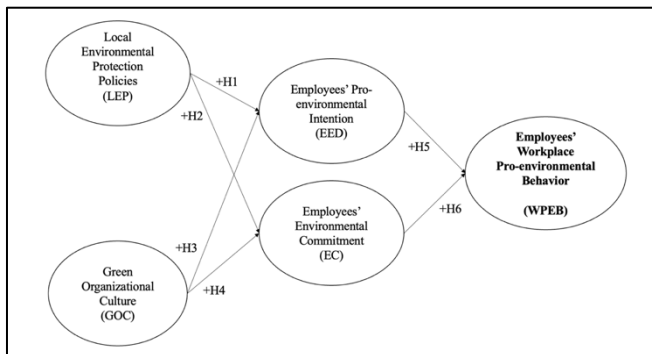 Local
Environmental
Protection
Policies
(LEP)
+H1
+H2
Employees' Pro-
environmental
Intention
(EED)
+H5
Employees'
Workplace
Pro-environmental
Behavior
(WPEB)
Employees'
Environmental
Commitment
(EC)
+H6
+H3
+H4
Green
Organizational
Culture
(GOC)